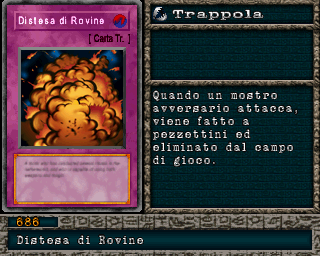 Distesa di Rovine
[ Carta Tr. ]
Trappola
Quando un mostro
avversario attacca,
viene fatto a
pezzettini ed
eliminato dal campo
di gioco.
686
Distesa di Rovine